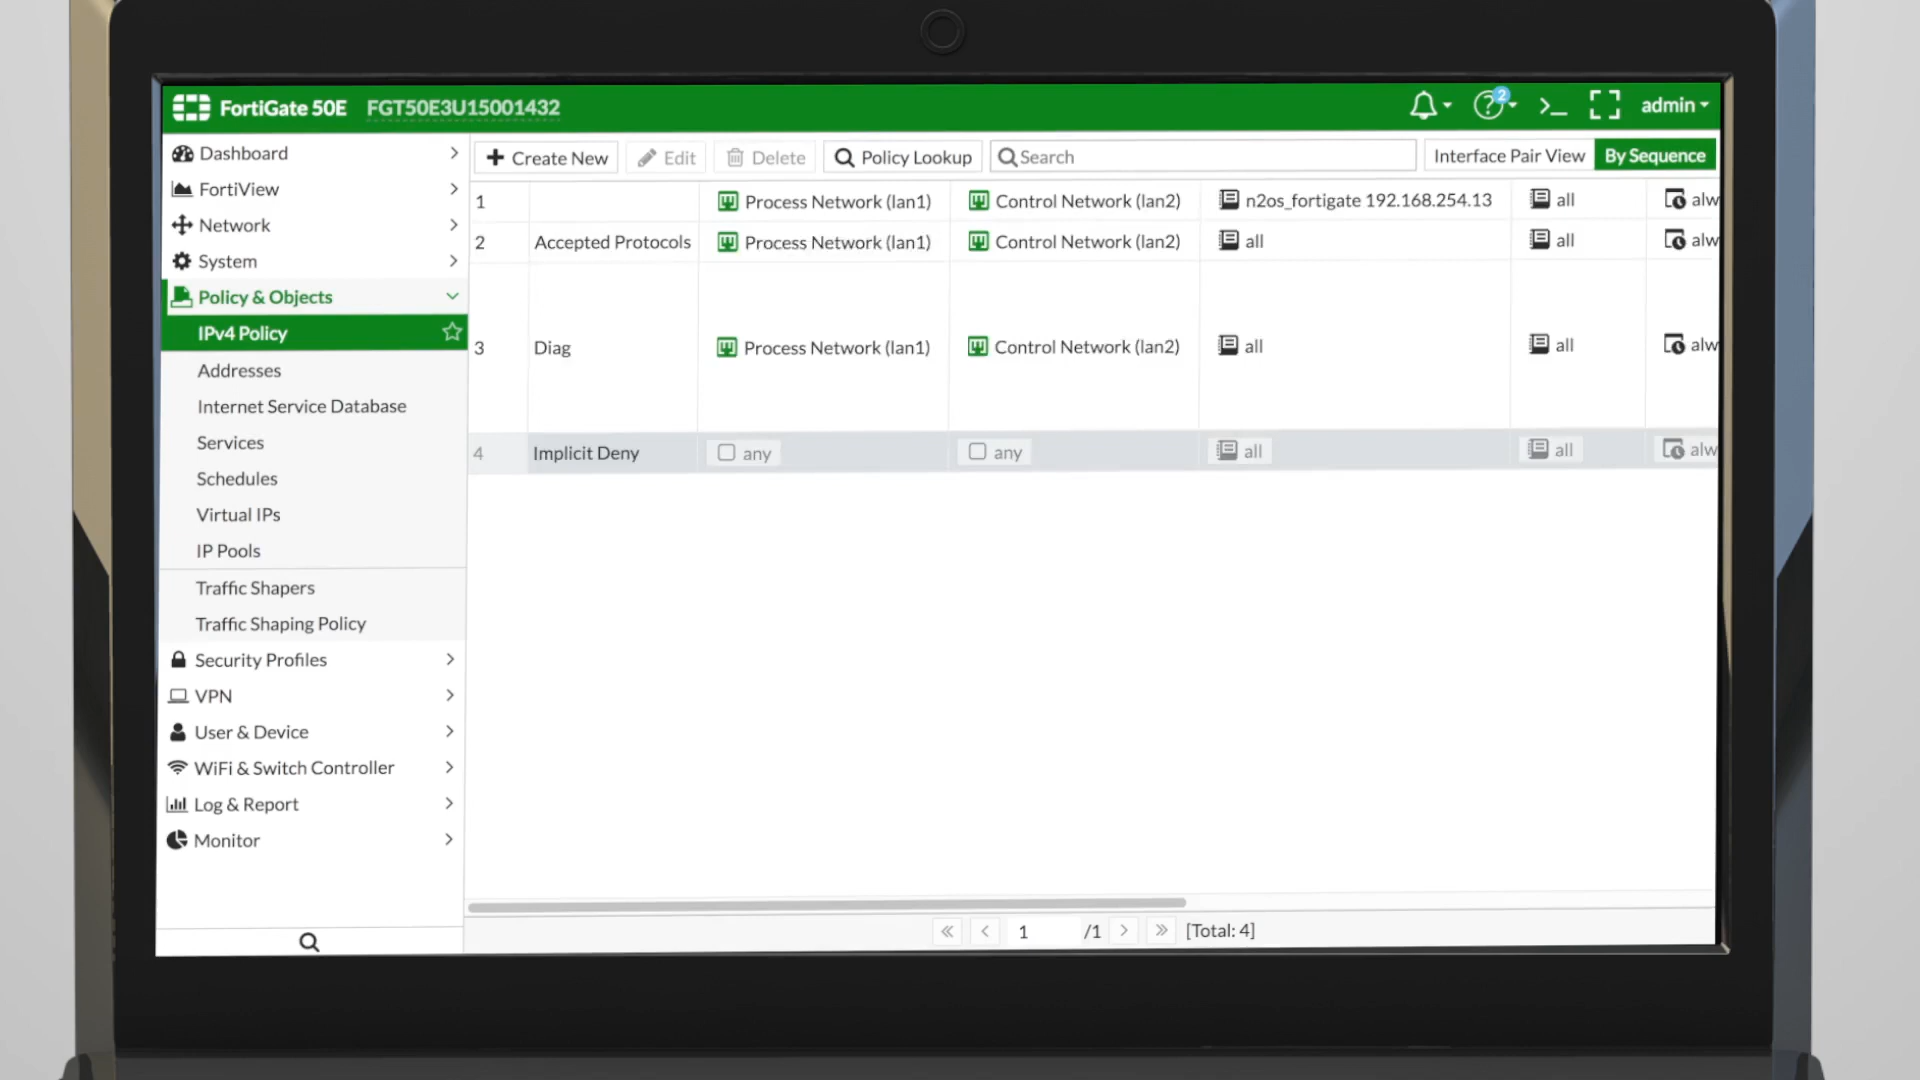 FortiGate 50E FGT50E3U15001432 2 >_ admin
Dashboard
FortiView
Network
System
Policy & Objects
IPv4 Policy
Addresses
Internet Service Database
Services
Schedules
Virtual IPs
IP Pools
Traffic Shapers
Traffic Shaping Policy
Security Profiles
VPN
User & Device
WiFi & Switch Controller
Log & Report
Monitor
Create New Edit Delete Policy Lookup Search Interface Pair View By Sequence
1 Process Network (lan1) Control Network (lan2) n2os_fortigate 192.168.254.13 all alw
2 Accepted Protocols Process Network (lan1) Control Network (lan2) all all alw
3 Diag Process Network (lan1) Control Network (lan2) all all alw
4 Implicit Deny any any all all alw
« < 1 /1 > » [Total: 4]